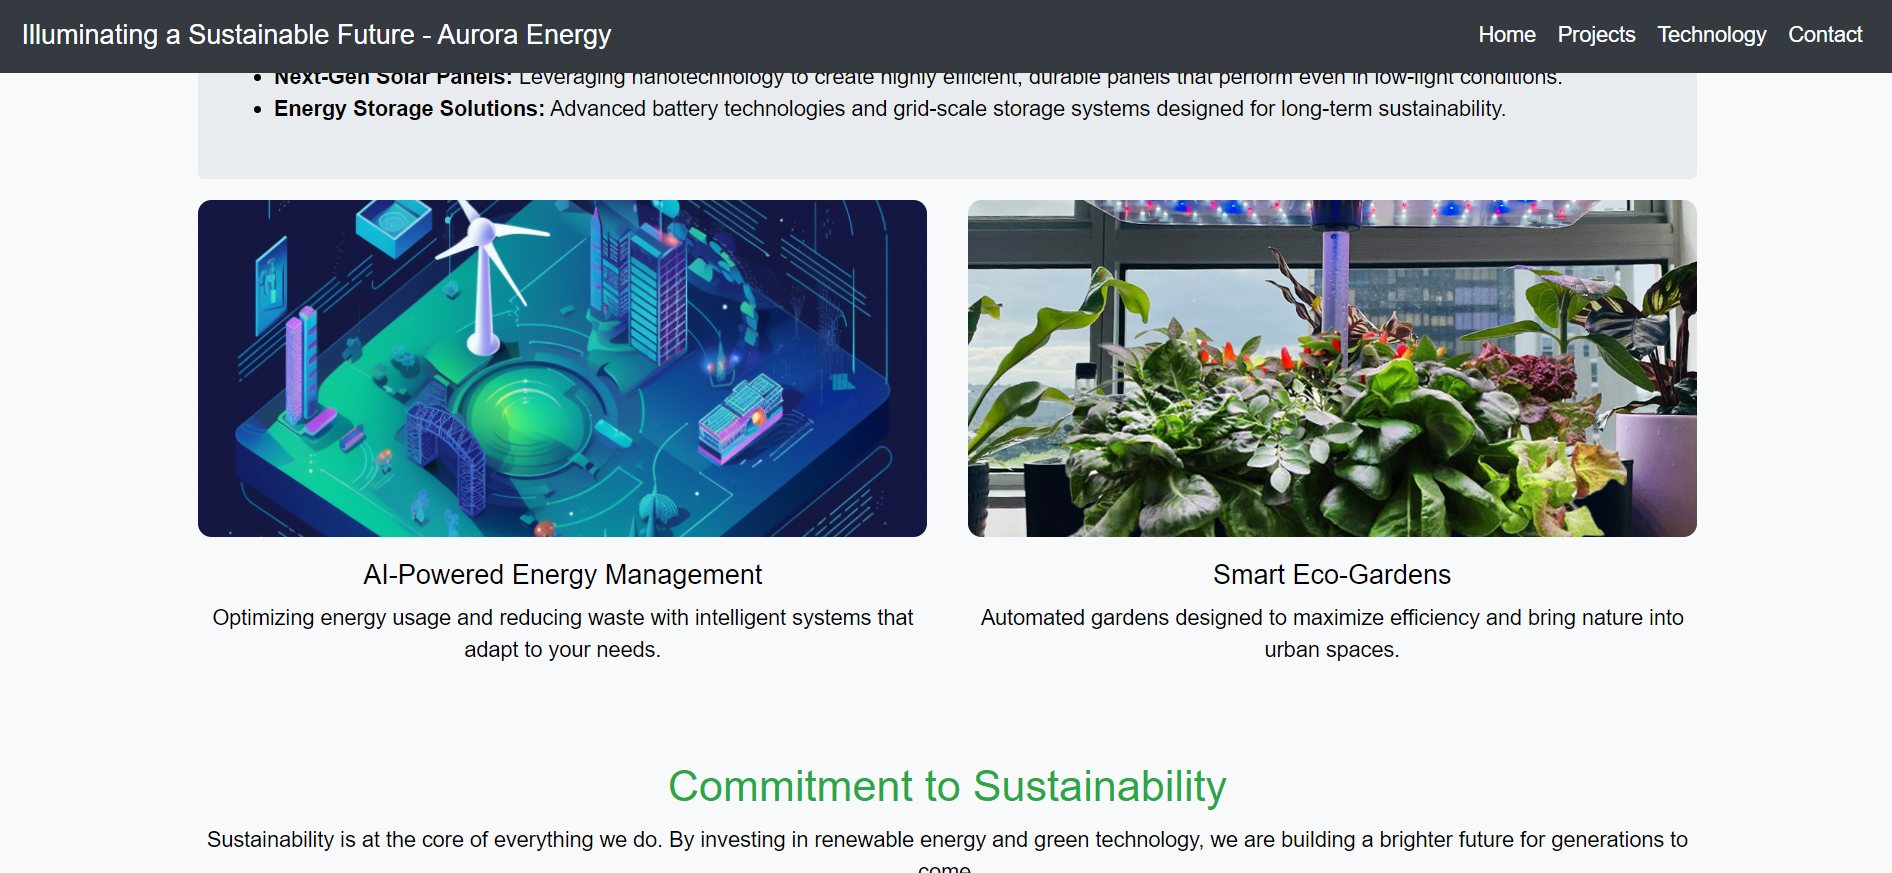 Illuminating a Sustainable Future - Aurora Energy
Home Projects Technology Contact
Next-Gen Solar Panels: Leveraging nanotechnology to create highly efficient, durable panels that perform even in low-light conditions.
Energy Storage Solutions: Advanced battery technologies and grid-scale storage systems designed for long-term sustainability.
AI-Powered Energy Management
Optimizing energy usage and reducing waste with intelligent systems that
adapt to your needs.
Smart Eco-Gardens
Automated gardens designed to maximize efficiency and bring nature into
urban spaces.
Commitment to Sustainability
Sustainability is at the core of everything we do. By investing in renewable energy and green technology, we are building a brighter future for generations to
come.